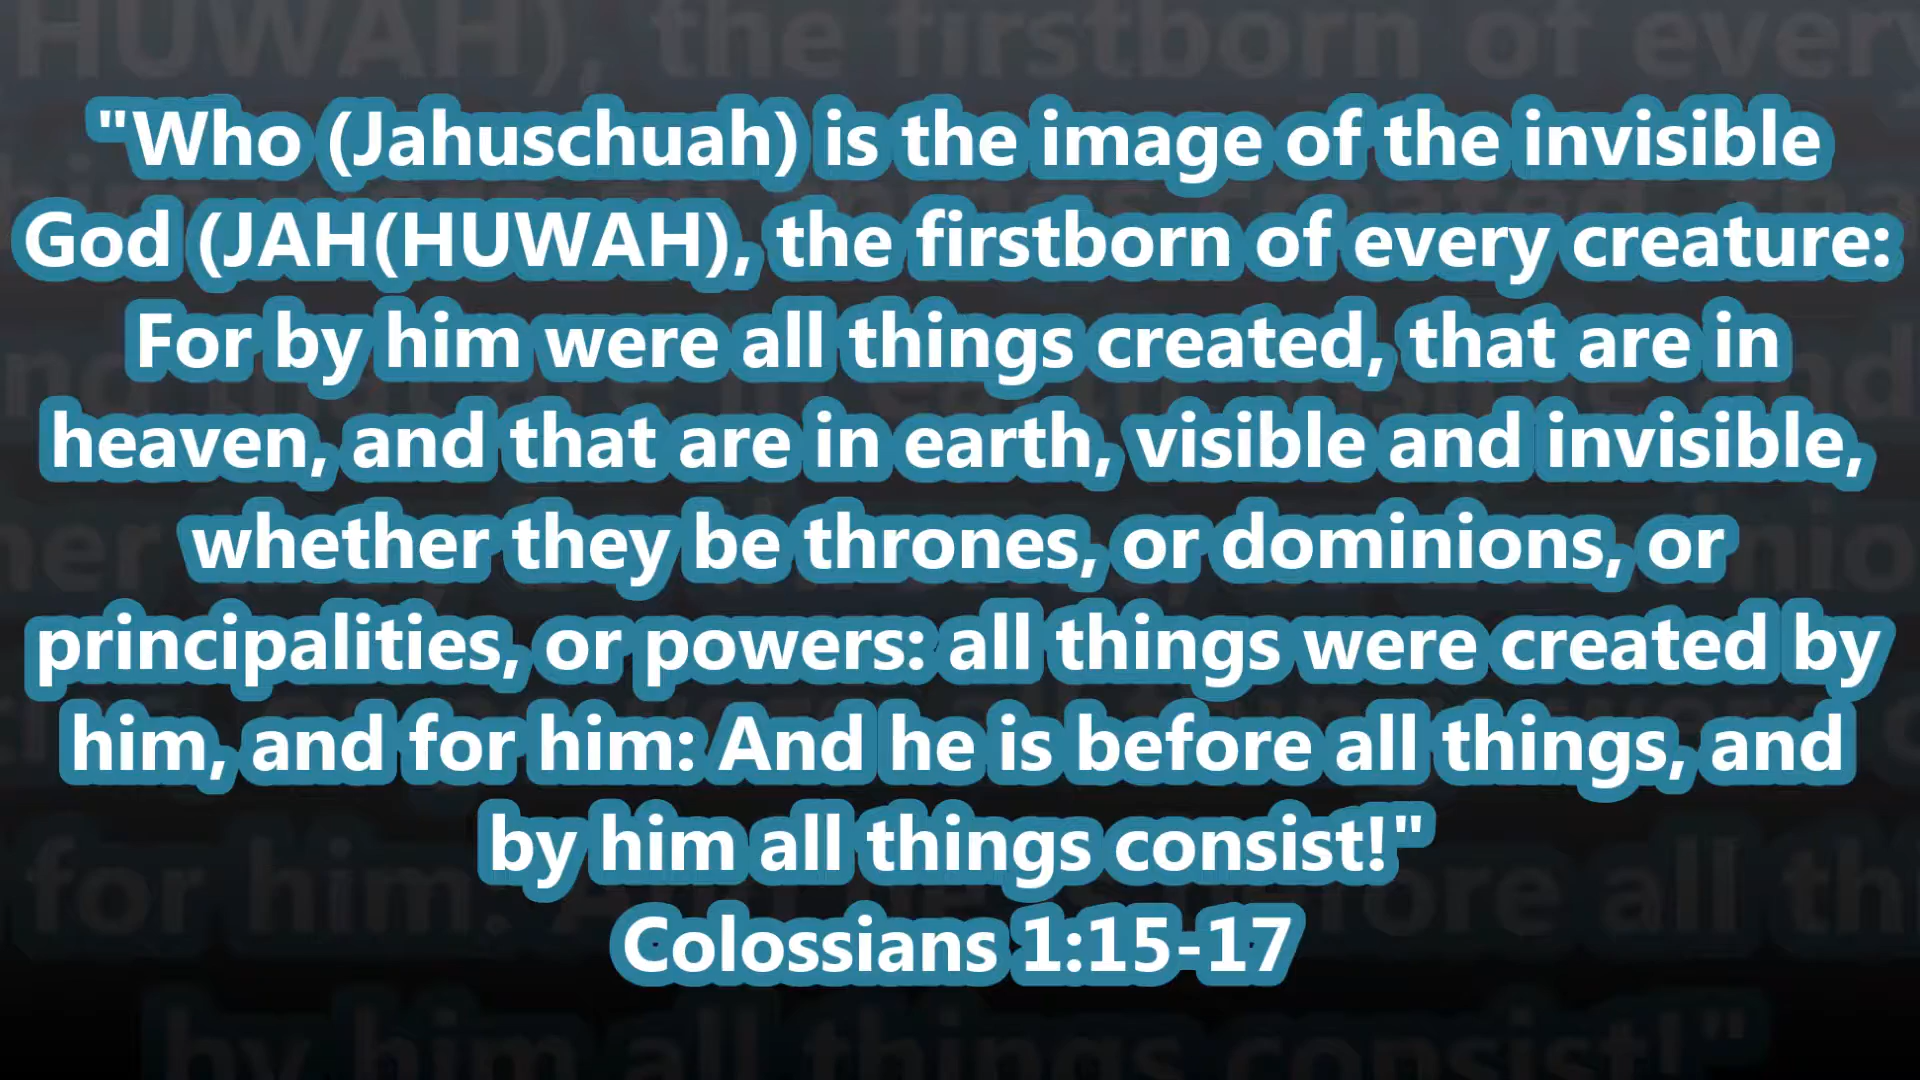 "Who (Jahuschuah) is the image of the invisible
God (JAH(HUWAH), the firstborn of every creature:
For by him were all things created, that are in
heaven, and that are in earth, visible and invisible,
whether they be thrones, or dominions, or
principalities, or powers: all things were created by
him, and for him: And he is before all things, and
by him all things consist!"
Colossians 1:15-17